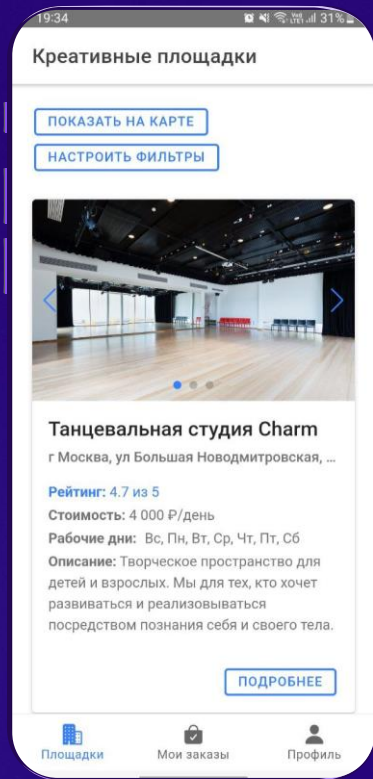 19:34 31%
Креативные площадки
ПОКАЗАТЬ НА КАРТЕ
НАСТРОИТЬ ФИЛЬТРЫ
Танцевальная студия Charm
г Москва, ул Большая Новодмитровская, ...
Рейтинг: 4.7 из 5
Стоимость: 4 000 ₽/день
Рабочие дни: Вс, Пн, Вт, Ср, Чт, Пт, Сб
Описание: Творческое пространство для
детей и взрослых. Мы для тех, кто хочет
развиваться и реализовываться
посредством познания себя и своего тела.
ПОДРОБНЕЕ
Площадки Мои заказы Профиль